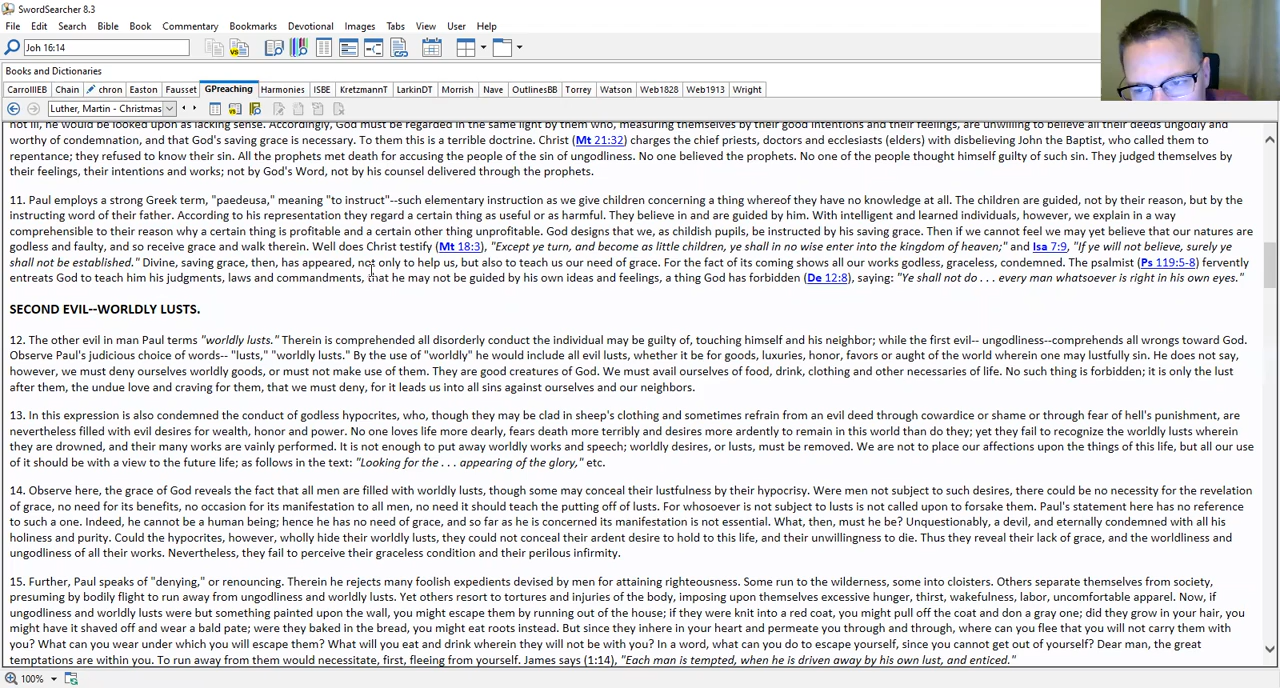 SwordSearcher 8.3
File Edit Search Bible Book Commentary Bookmarks Devotional Images Tabs View User Help
Joh 16:14
Books and Dictionaries
CarrollIEB Chain chron Easton Fausset GPreaching Harmonies ISBE KretzmannT LarkinDT Morrish Nave OutlinesBB Torrey Watson Web1828 Web1913 Wright
Luther, Martin - Christmas
not ill, he would be looked upon as lacking sense. Accordingly, God must be regarded in the same light by them who, measuring themselves by their good intentions and their feelings, are unwilling to believe all their deeds ungodly and
worthy of condemnation, and that God's saving grace is necessary. To them this is a terrible doctrine. Christ (Mt 21:32) charges the chief priests, doctors and ecclesiasts (elders) with disbelieving John the Baptist, who called them to
repentance; they refused to know their sin. All the prophets met death for accusing the people of the sin of ungodliness. No one believed the prophets. No one of the people thought himself guilty of such sin. They judged themselves by
their feelings, their intentions and works; not by God's Word, not by his counsel delivered through the prophets.
11. Paul employs a strong Greek term, "paedeusa," meaning "to instruct"--such elementary instruction as we give children concerning a thing whereof they have no knowledge at all. The children are guided, not by their reason, but by the
instructing word of their father. According to his representation they regard a certain thing as useful or as harmful. They believe in and are guided by him. With intelligent and learned individuals, however, we explain in a way
comprehensible to their reason why a certain thing is profitable and a certain other thing unprofitable. God designs that we, as childish pupils, be instructed by his saving grace. Then if we cannot feel we may yet believe that our natures are
godless and faulty, and so receive grace and walk therein. Well does Christ testify (Mt 18:3), "Except ye turn, and become as little children, ye shall in no wise enter into the kingdom of heaven;" and Isa 7:9, "If ye will not believe, surely ye
shall not be established." Divine, saving grace, then, has appeared, not only to help us, but also to teach us our need of grace. For the fact of its coming shows all our works godless, graceless, condemned. The psalmist (Ps 119:5-8) fervently
entreats God to teach him his judgments, laws and commandments, that he may not be guided by his own ideas and feelings, a thing God has forbidden (De 12:8), saying: "Ye shall not do . . . every man whatsoever is right in his own eyes."
SECOND EVIL--WORLDLY LUSTS.
12. The other evil in man Paul terms "worldly lusts." Therein is comprehended all disorderly conduct the individual may be guilty of, touching himself and his neighbor; while the first evil-- ungodliness--comprehends all wrongs toward God.
Observe Paul's judicious choice of words-- "lusts," "worldly lusts." By the use of "worldly" he would include all evil lusts, whether it be for goods, luxuries, honor, favors or aught of the world wherein one may lustfully sin. He does not say,
however, we must deny ourselves worldly goods, or must not make use of them. They are good creatures of God. We must avail ourselves of food, drink, clothing and other necessaries of life. No such thing is forbidden; it is only the lust
after them, the undue love and craving for them, that we must deny, for it leads us into all sins against ourselves and our neighbors.
13. In this expression is also condemned the conduct of godless hypocrites, who, though they may be clad in sheep's clothing and sometimes refrain from an evil deed through cowardice or shame or through fear of hell's punishment, are
nevertheless filled with evil desires for wealth, honor and power. No one loves life more dearly, fears death more terribly and desires more ardently to remain in this world than do they; yet they fail to recognize the worldly lusts wherein
they are drowned, and their many works are vainly performed. It is not enough to put away worldly works and speech; worldly desires, or lusts, must be removed. We are not to place our affections upon the things of this life, but all our use
of it should be with a view to the future life; as follows in the text: "Looking for the . . . appearing of the glory," etc.
14. Observe here, the grace of God reveals the fact that all men are filled with worldly lusts, though some may conceal their lustfulness by their hypocrisy. Were men not subject to such desires, there could be no necessity for the revelation
of grace, no need for its benefits, no occasion for its manifestation to all men, no need it should teach the putting off of lusts. For whosoever is not subject to lusts is not called upon to forsake them. Paul's statement here has no reference
to such a one. Indeed, he cannot be a human being; hence he has no need of grace, and so far as he is concerned its manifestation is not essential. What, then, must he be? Unquestionably, a devil, and eternally condemned with all his
holiness and purity. Could the hypocrites, however, wholly hide their worldly lusts, they could not conceal their ardent desire to hold to this life, and their unwillingness to die. Thus they reveal their lack of grace, and the worldliness and
ungodliness of all their works. Nevertheless, they fail to perceive their graceless condition and their perilous infirmity.
15. Further, Paul speaks of "denying," or renouncing. Therein he rejects many foolish expedients devised by men for attaining righteousness. Some run to the wilderness, some into cloisters. Others separate themselves from society,
presuming by bodily flight to run away from ungodliness and worldly lusts. Yet others resort to tortures and injuries of the body, imposing upon themselves excessive hunger, thirst, wakefulness, labor, uncomfortable apparel. Now, if
ungodliness and worldly lusts were but something painted upon the wall, you might escape them by running out of the house; if they were knit into a red coat, you might pull off the coat and don a gray one; did they grow in your hair, you
might have it shaved off and wear a bald pate; were they baked in the bread, you might eat roots instead. But since they inhere in your heart and permeate you through and through, where can you flee that you will not carry them with
you? What can you wear under which you will escape them? What will you eat and drink wherein they will not be with you? In a word, what can you do to escape yourself, since you cannot get out of yourself? Dear man, the great
temptations are within you. To run away from them would necessitate, first, fleeing from yourself. James says (1:14), "Each man is tempted, when he is driven away by his own lust, and enticed."
100%